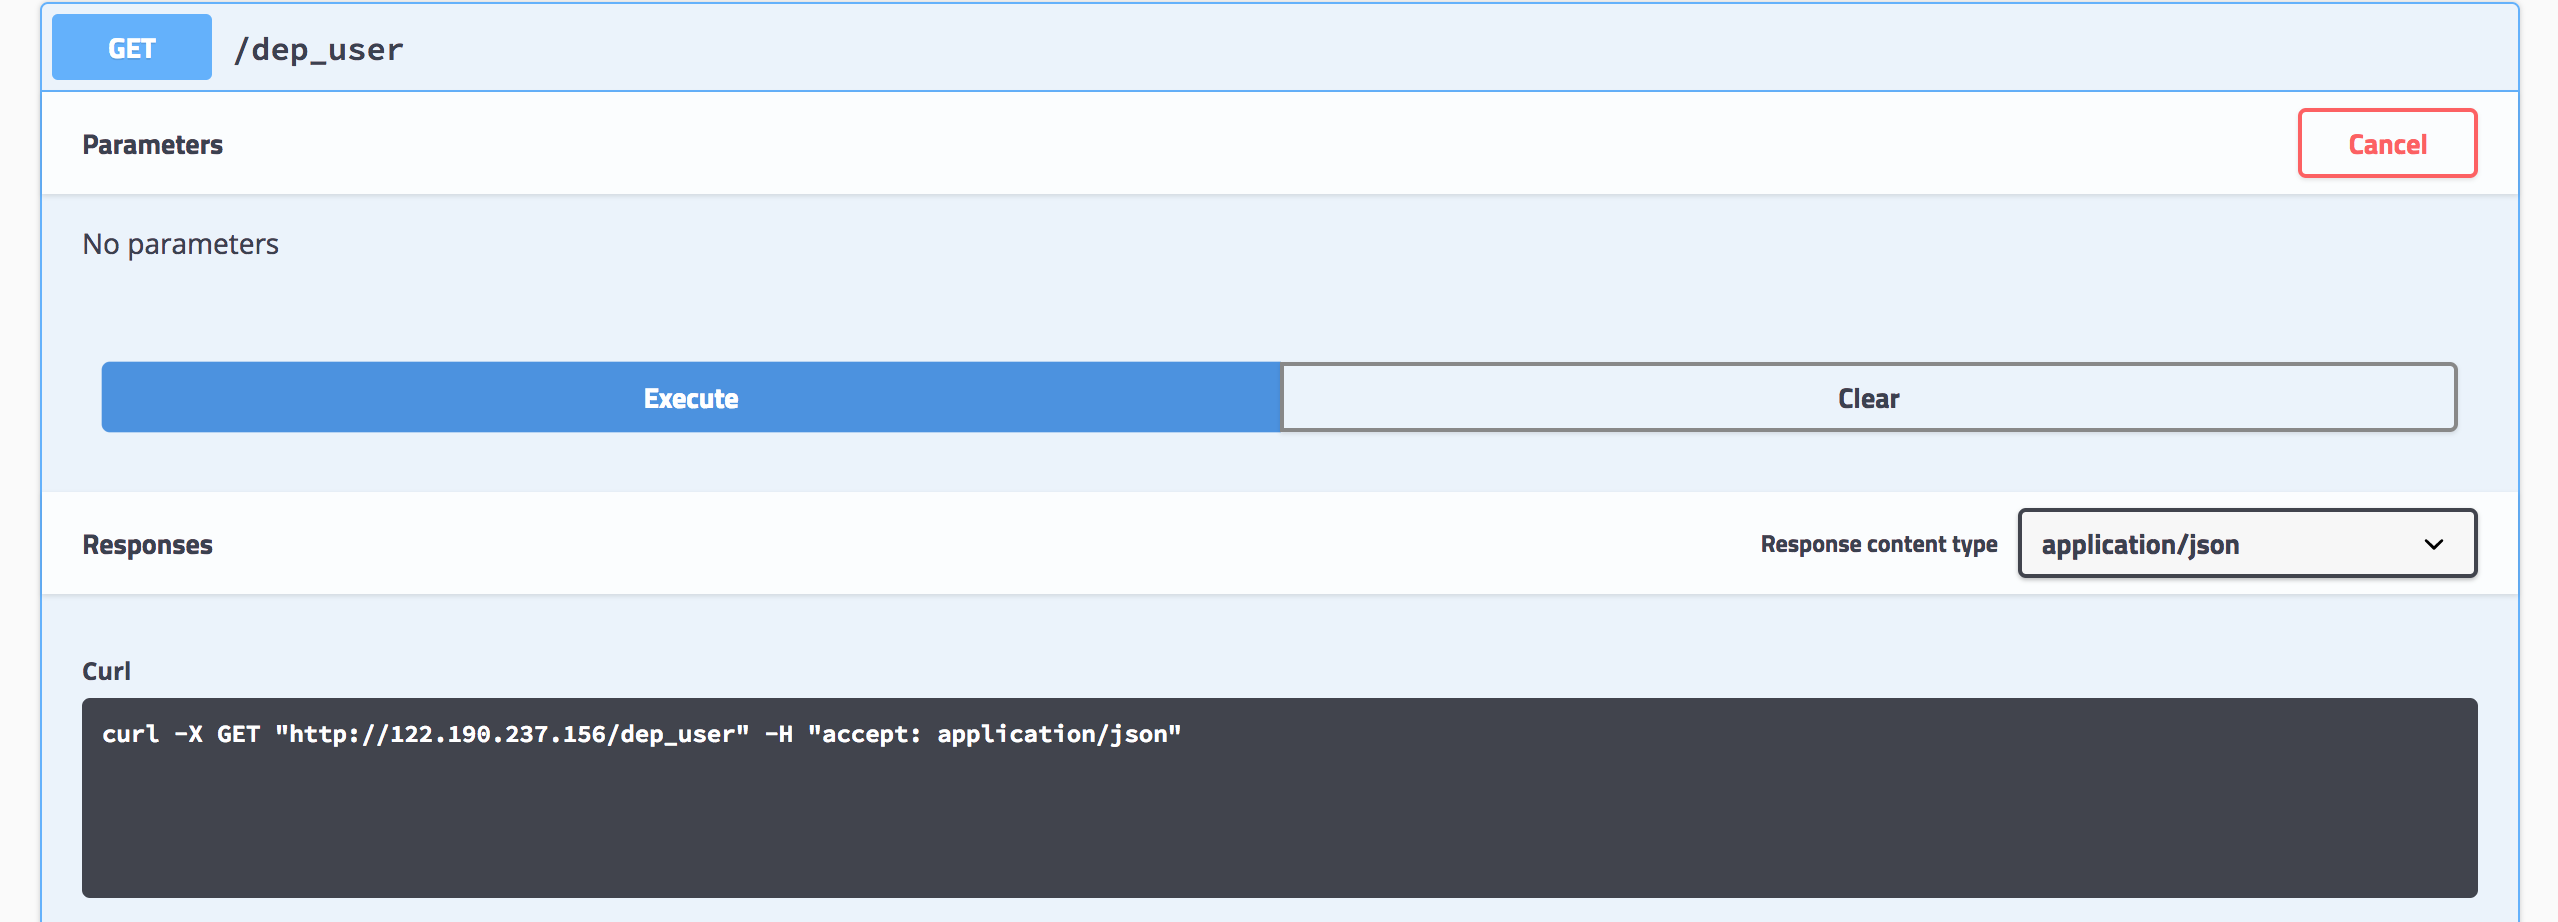 GET /dep_user
Parameters
Cancel
No parameters
Execute
Clear
Responses
Response content type
application/json
Curl
curl -X GET "http://122.190.237.156/dep_user" -H "accept: application/json"